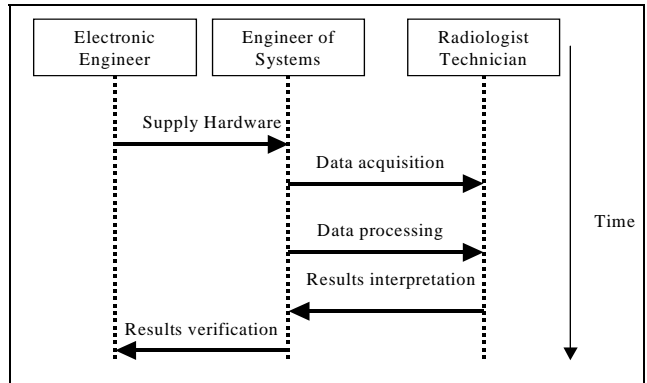 Electronic
Engineer
Engineer of
Systems
Radiologist
Technician
Supply Hardware
Data acquisition
Time
Data processing
Results interpretation
Results verification